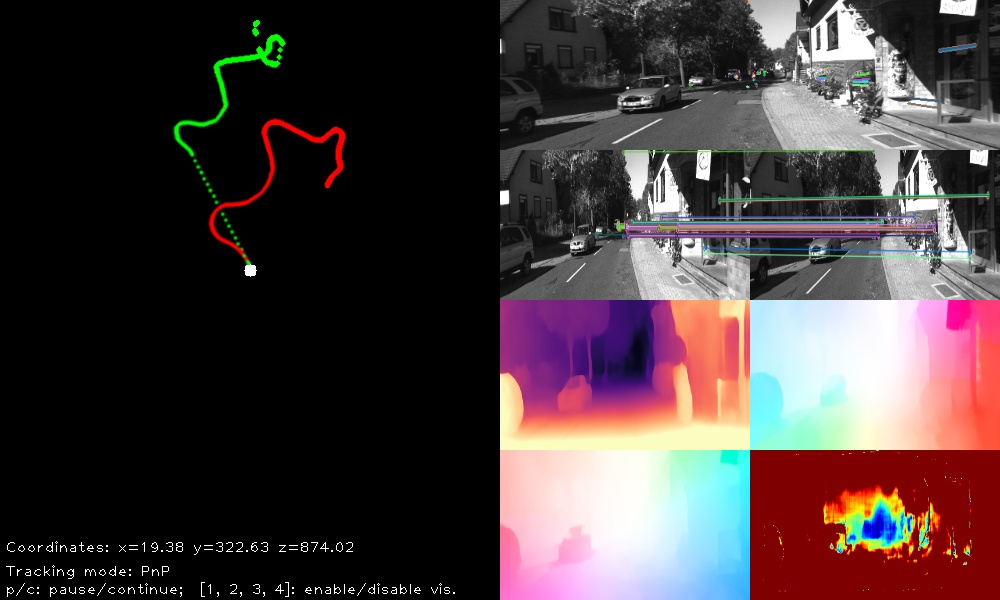 Coordinates: x=19.38 y=322.63 z=874.02
Tracking mode: PnP
p/c: pause/continue;  [1, 2, 3, 4]: enable/disable vis.